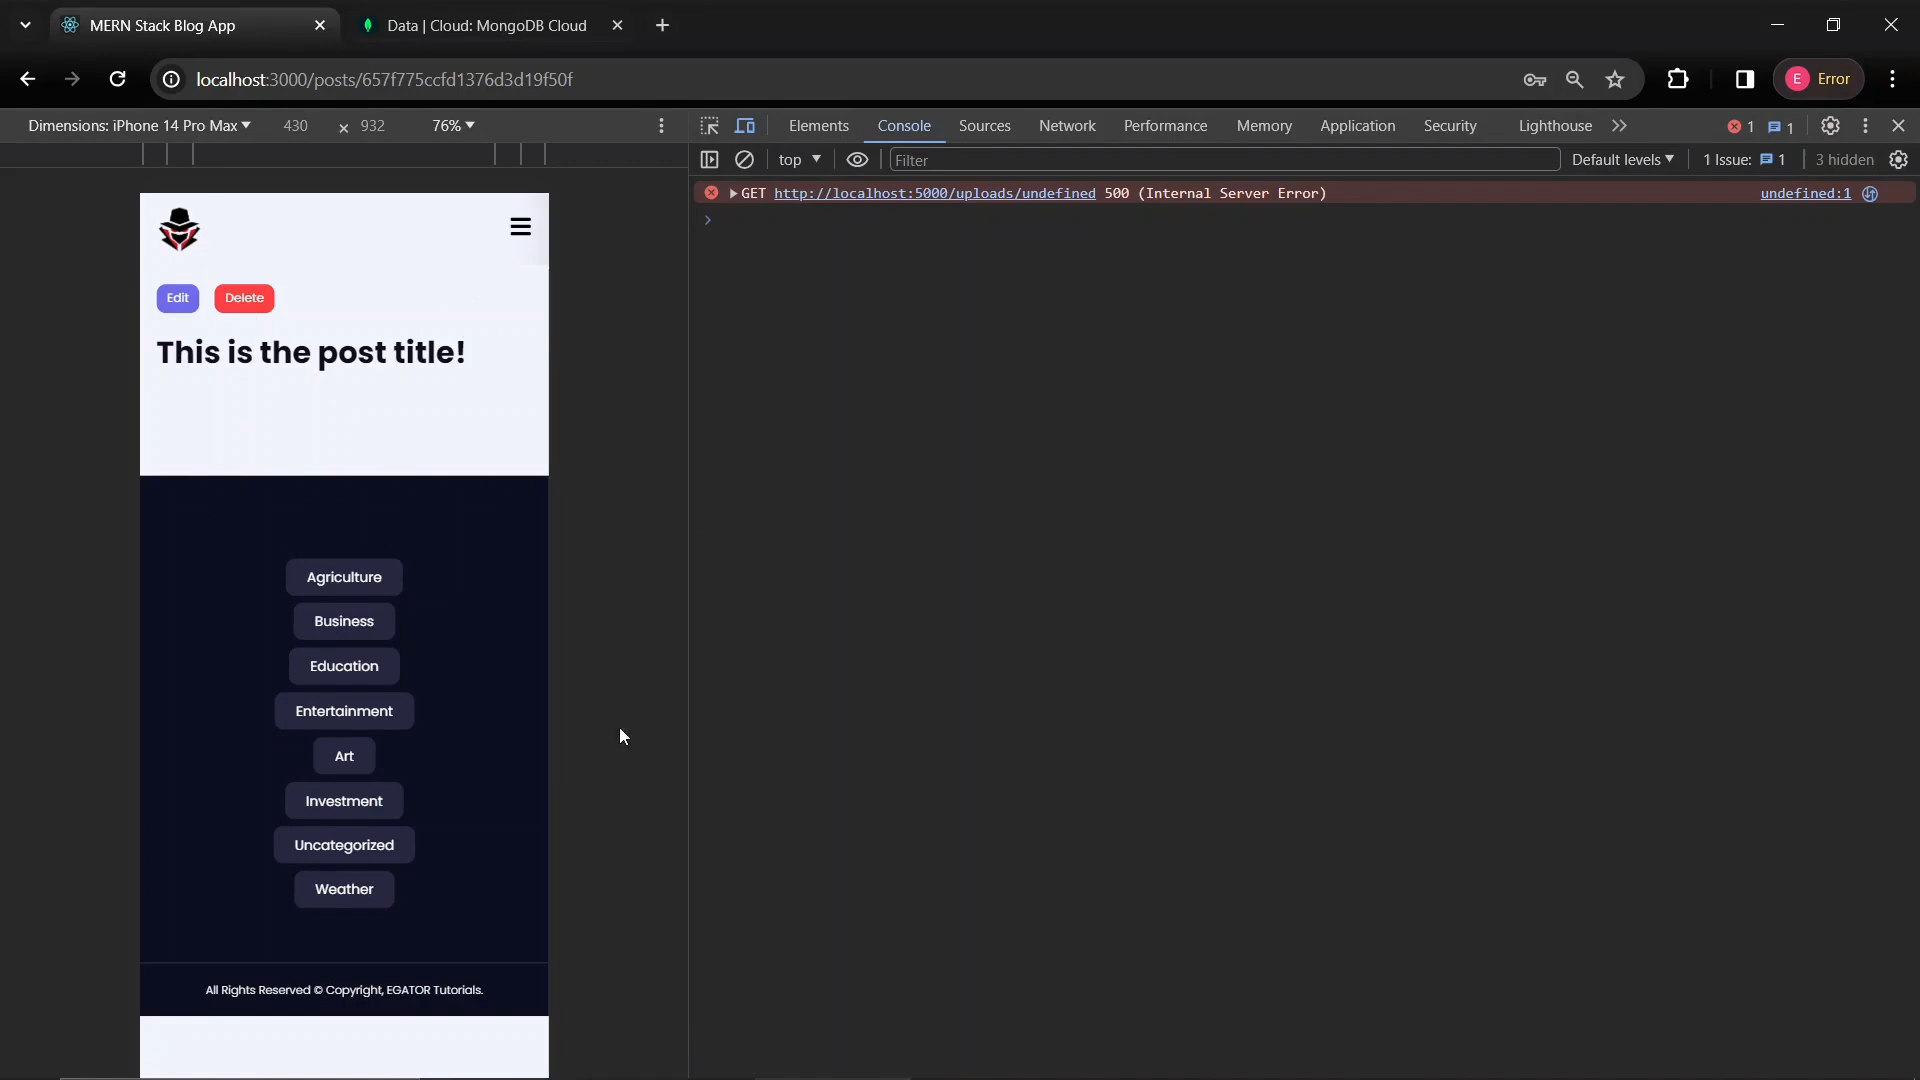 MERN Stack Blog App
Data | Cloud: MongoDB Cloud
localhost:3000/posts/657f775ccfd1376d3d19f50f
E Error
Dimensions: iPhone 14 Pro Max 430 x 932 76%
Elements Console Sources Network Performance Memory Application Security Lighthouse 1 1
top Filter Default levels 1 Issue: 1 3 hidden
GET http://localhost:5000/uploads/undefined 500 (Internal Server Error) undefined:1
Edit Delete
This is the post title!
Agriculture
Business
Education
Entertainment
Art
Investment
Uncategorized
Weather
All Rights Reserved © Copyright, EGATOR Tutorials.